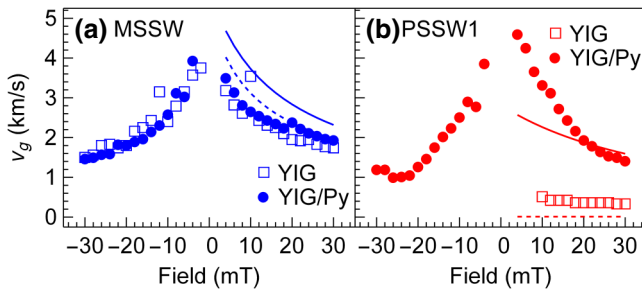 (a) MSSW
(b) PSSW1
YIG
YIG/Py
YIG
YIG/Py
v_g (km/s)
5
4
3
2
1
0
−30 −20 −10 0 10 20 30
−30 −20 −10 0 10 20 30
Field (mT)
Field (mT)